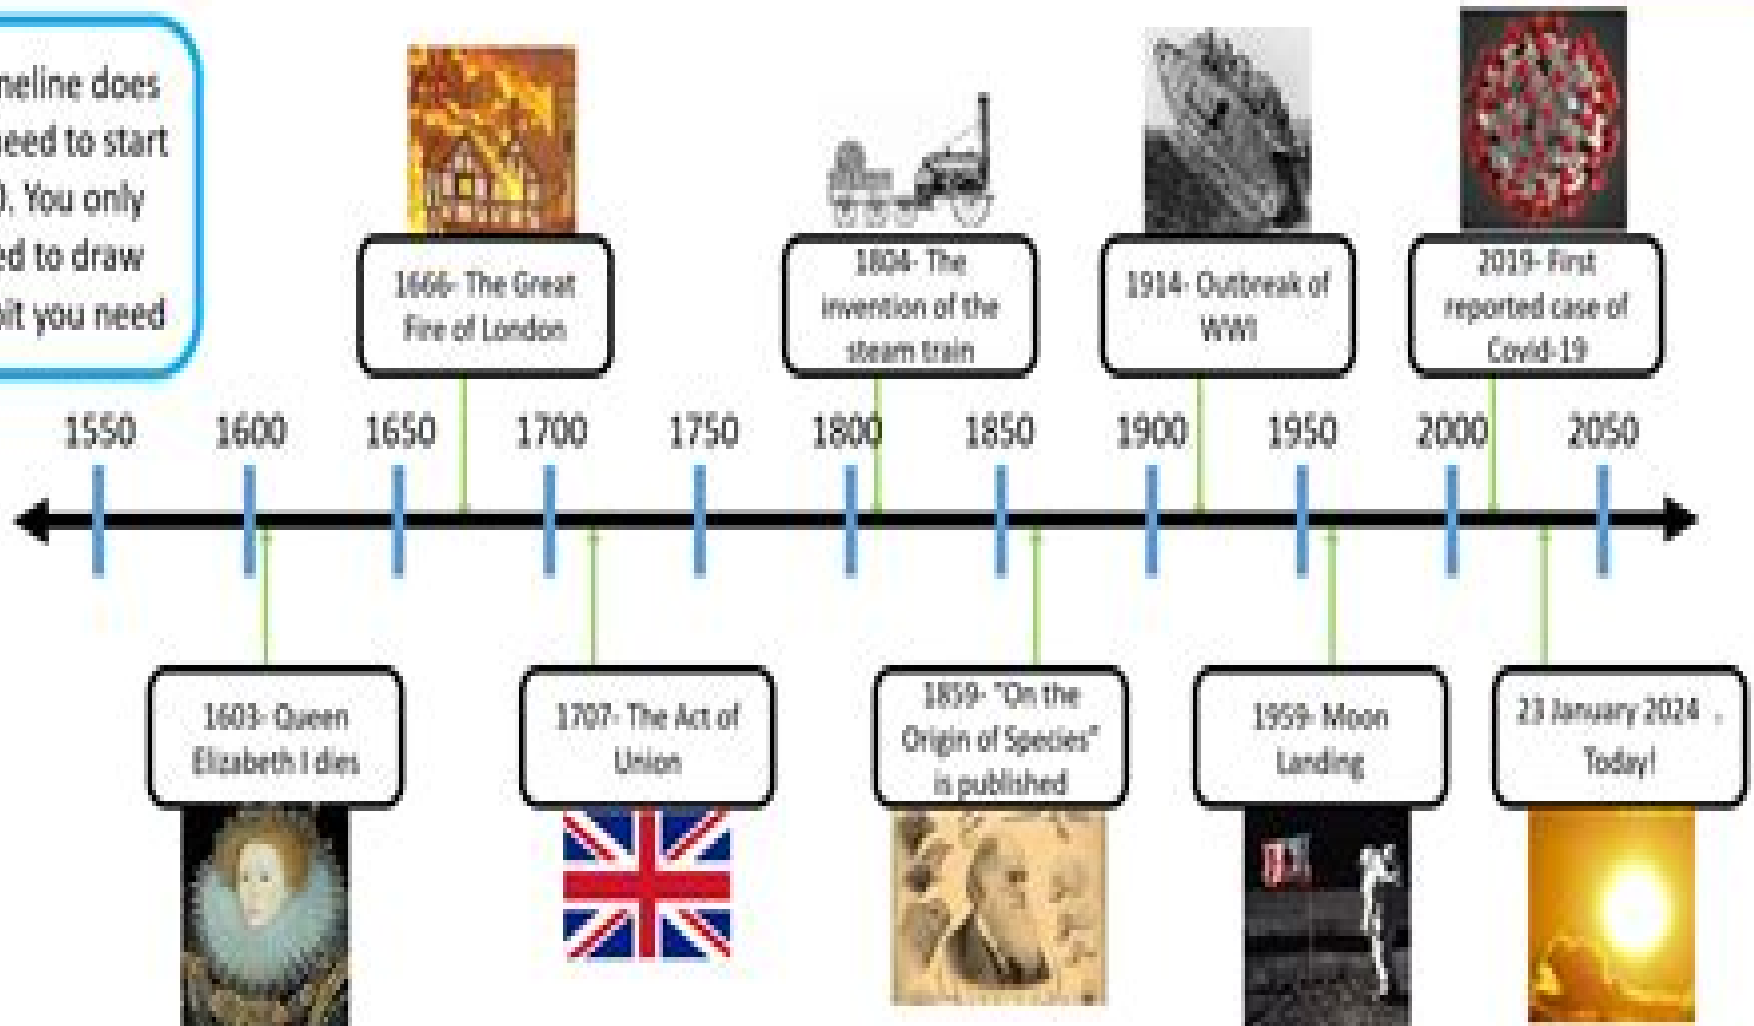 neline does
need to start
). You only
ed to draw
bit you need
1666- The Great
Fire of London
1804- The
invention of the
steam train
1914- Outbreak of
WWI
2019- First
reported case of
Covid-19
1550 1600 1650 1700 1750 1800 1850 1900 1950 2000 2050
1603- Queen
Elizabeth I dies
1707- The Act of
Union
1859- "On the
Origin of Species"
is published
1959- Moon
Landing
23 January 2024 .
Today!